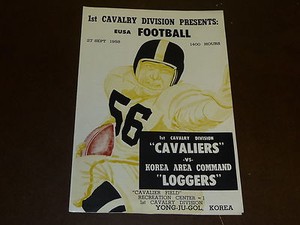 1st CAVALRY DIVISION PRESENTS:
EUSA FOOTBALL
27 SEPT 1958 1400 HOURS
56
1st CAVALRY DIVISION
"CAVALIERS"
-VS-
KOREA AREA COMMAND
"LOGGERS"
"CAVALIER FIELD"
RECREATION CENTER #1
1st CAVALRY DIVISION
YONG-JU-GOL, KOREA